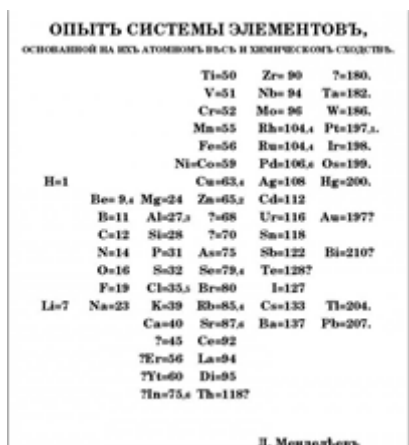 ОПЫТЪ СИСТЕМЫ ЭЛЕМЕНТОВЪ,
ОСНОВАННОЙ НА ИХЪ АТОМНОМЪ ВѢСѢ И ХИМИЧЕСКОМЪ СХОДСТВѢ.
Ti=50 Zr= 90 ?=180.
V=51 Nb= 94 Ta=182.
Cr=52 Mo= 96 W=186.
Mn=55 Rh=104,4 Pt=197,1.
Fe=56 Ru=104,4 Ir=198.
Ni=Co=59 Pd=106,6 Os=199.
H=1 Cu=63,4 Ag=108 Hg=200.
Be= 9,4 Mg=24 Zn=65,2 Cd=112
B=11 Al=27,3 ?=68 Ur=116 Au=197?
C=12 Si=28 ?=70 Sn=118
N=14 P=31 As=75 Sb=122 Bi=210?
O=16 S=32 Se=79,4 Te=128?
F=19 Cl=35,5 Br=80 I=127
Li=7 Na=23 K=39 Rb=85,4 Cs=133 Tl=204.
Ca=40 Sr=87,6 Ba=137 Pb=207.
?=45 Ce=92
?Er=56 La=94
?Yt=60 Di=95
?In=75,6 Th=118?
Д. Менделѣевъ